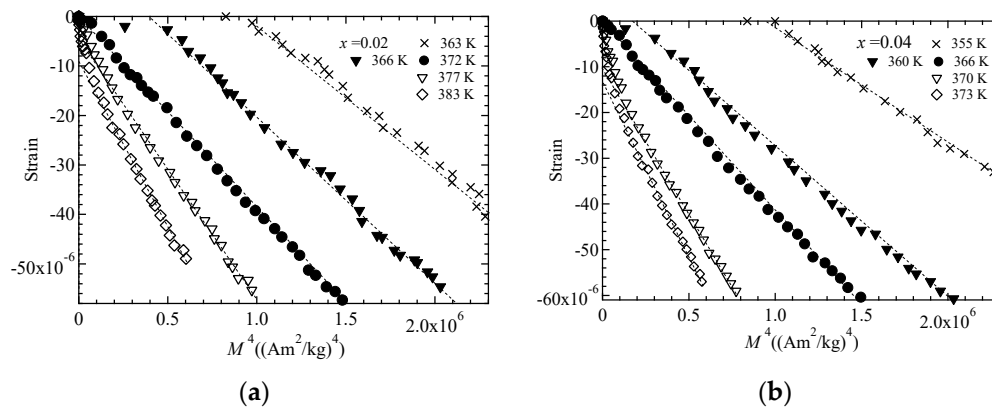 0
-10
-20
-30
-40
-50x10⁻⁶
Strain
x=0.02
× 363 K
▼ 366 K
● 372 K
▽ 377 K
◇ 383 K
0 0.5 1.0 1.5 2.0x10⁶
M⁴((Am²/kg)⁴)
(a)
0
-10
-20
-30
-40
-50
-60x10⁻⁶
Strain
x=0.04
× 355 K
▼ 360 K
● 366 K
▽ 370 K
◇ 373 K
0 0.5 1.0 1.5 2.0x10⁶
M⁴((Am²/kg)⁴)
(b)